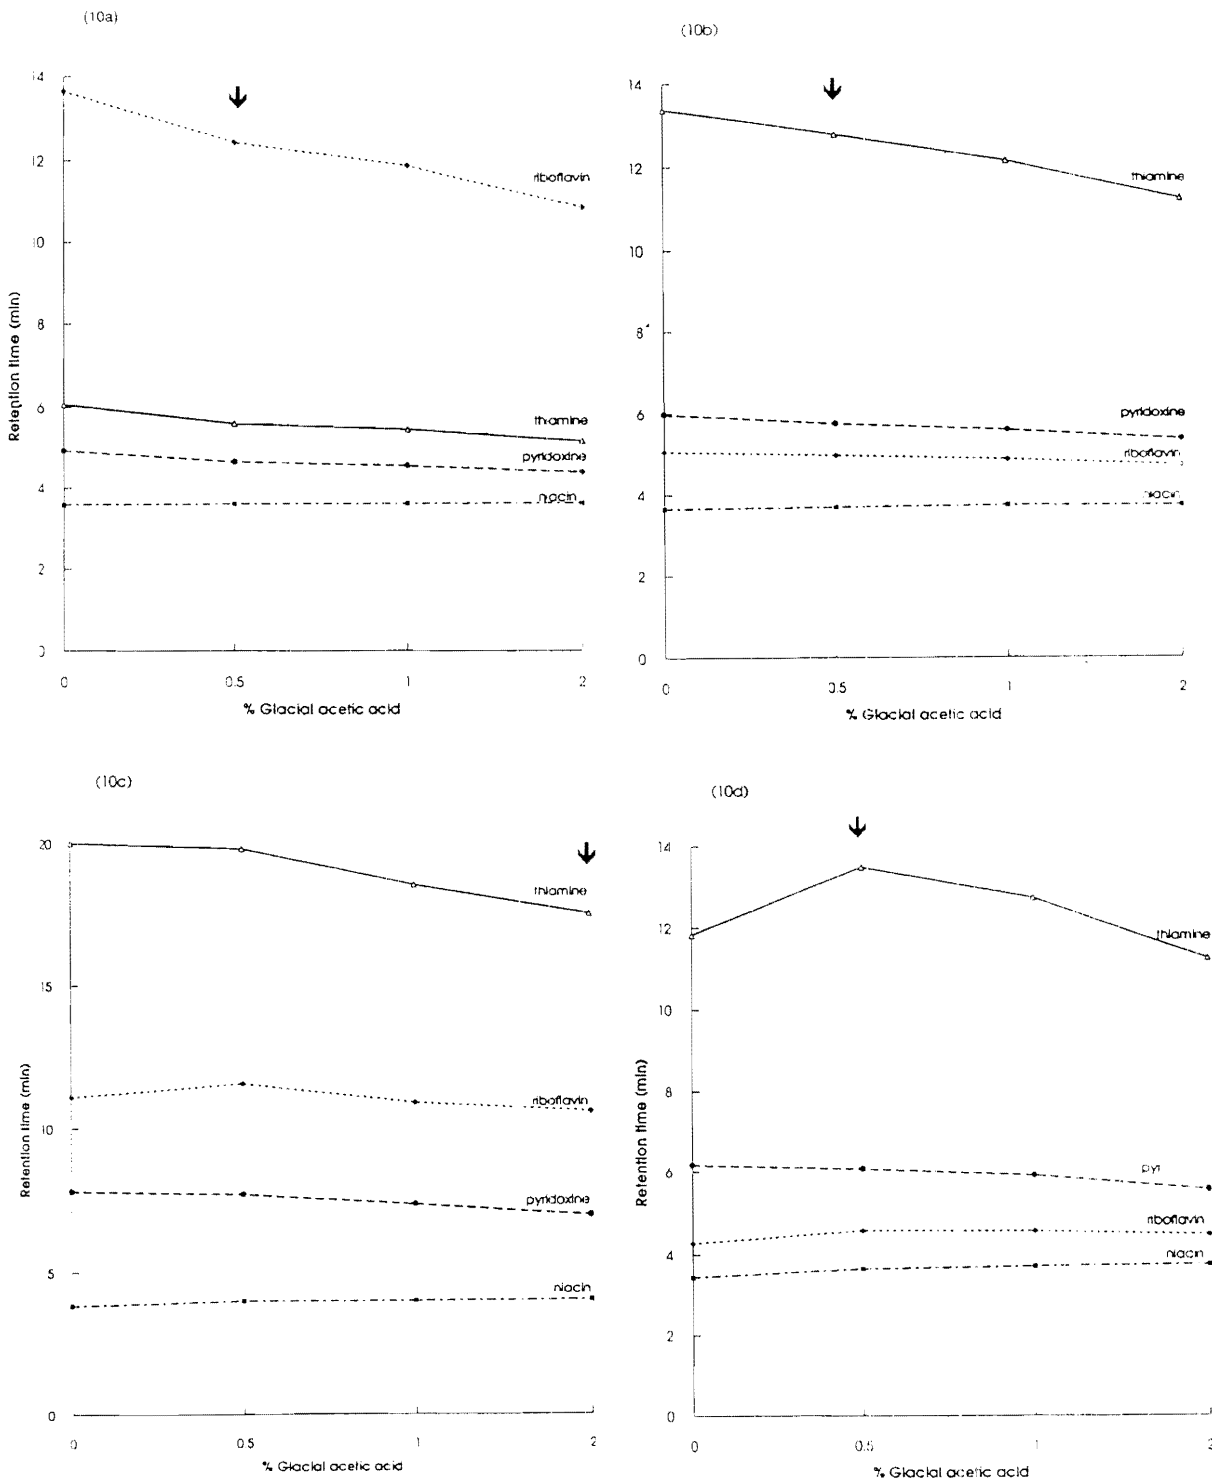 (10a)
14
12
10
8
6
4
2
Retention time (min)
riboflavin
thiamine
pyridoxine
niacin
0 0.5 1 2
% Glacial acetic acid
(10b)
14
12
10
8
6
4
2
0
thiamine
pyridoxine
riboflavin
niacin
0 0.5 1 2
% Glacial acetic acid
(10c)
20
15
10
5
0
Retention time (min)
thiamine
riboflavin
pyridoxine
niacin
0 0.5 1 2
% Glacial acetic acid
(10d)
14
12
10
8
6
4
2
0
Retention time (min)
thiamine
pyr
riboflavin
niacin
0 0.5 1 2
% Glacial acetic acid